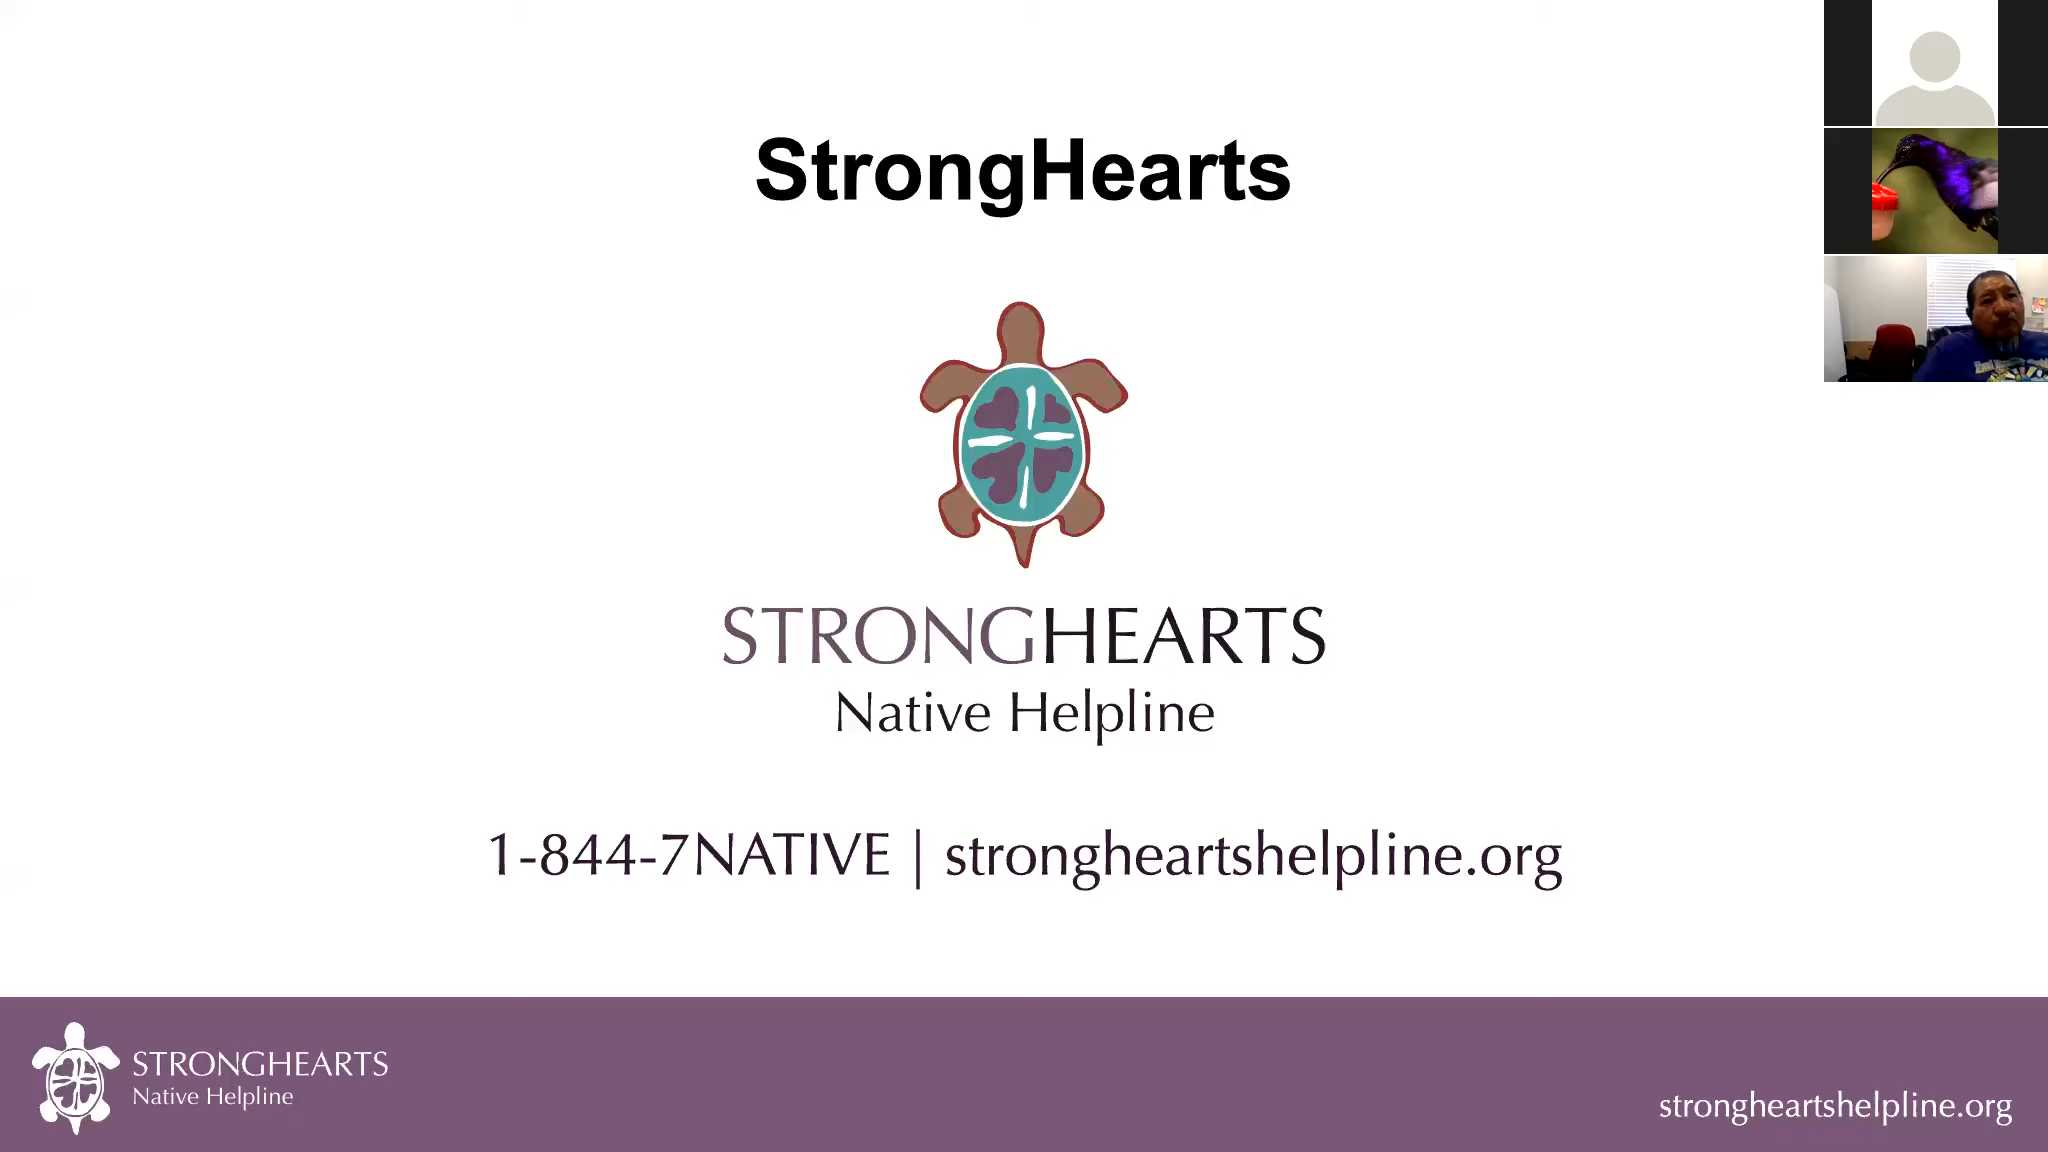 StrongHearts
STRONGHEARTS
Native Helpline
1-844-7NATIVE | strongheartshelpline.org
STRONGHEARTS
Native Helpline
strongheartshelpline.org